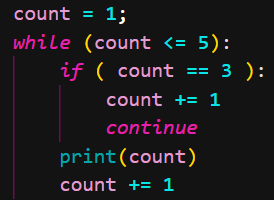 count = 1;
while (count <= 5):
    if ( count == 3 ):
        count += 1
        continue
    print(count)
    count += 1